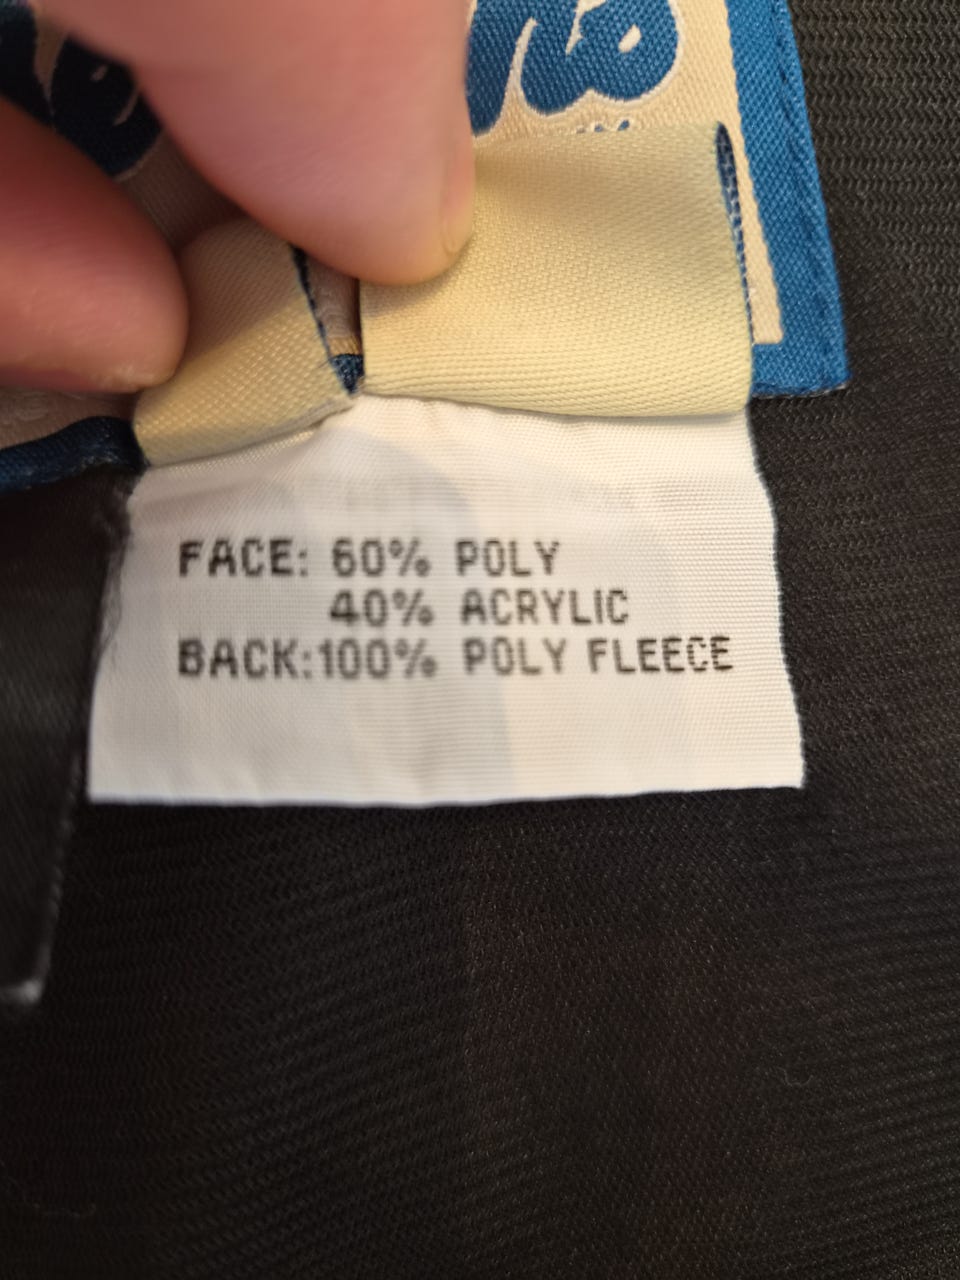 FACE: 60% POLY
40% ACRYLIC
BACK:100% POLY FLEECE